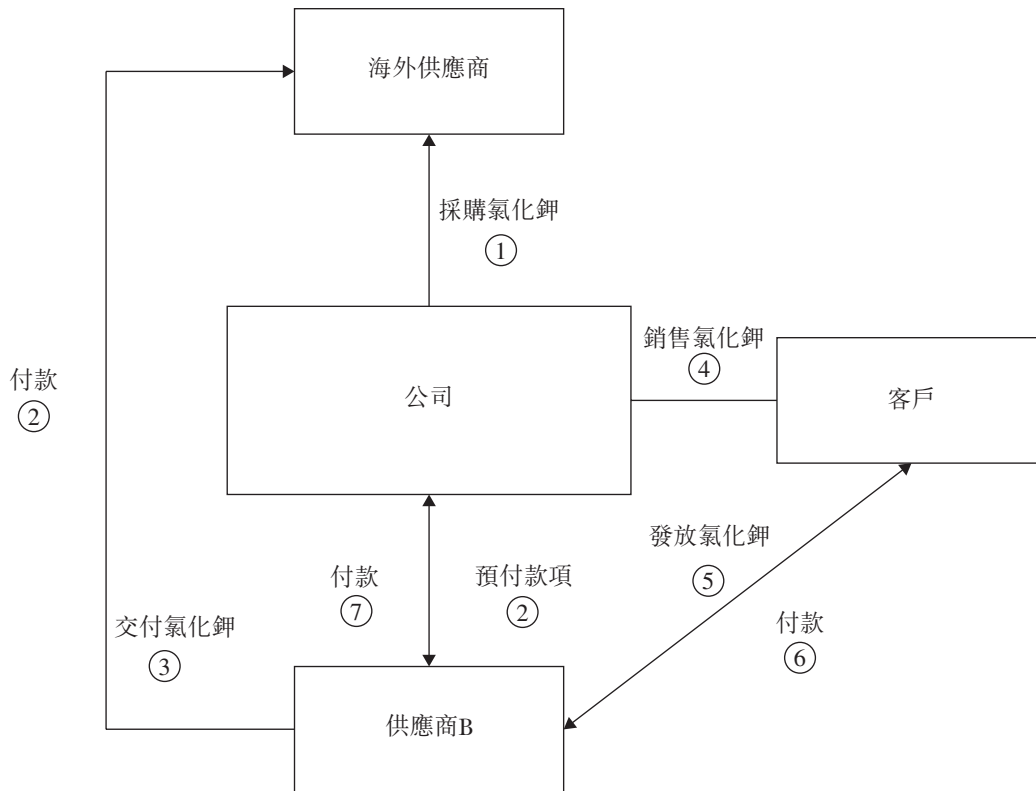 海外供應商
採購氯化鉀
①
銷售氯化鉀
④
付款
②
公司
客戶
發放氯化鉀
⑤
付款
⑦
預付款項
②
交付氯化鉀
③
付款
⑥
供應商B